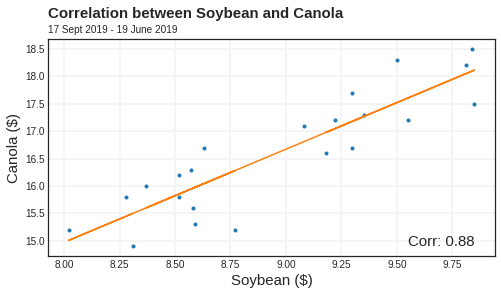 Correlation between Soybean and Canola
17 Sept 2019 - 19 June 2019
Canola ($)
18.5
18.0
17.5
17.0
16.5
16.0
15.5
15.0
Corr: 0.88
8.00 8.25 8.50 8.75 9.00 9.25 9.50 9.75
Soybean ($)